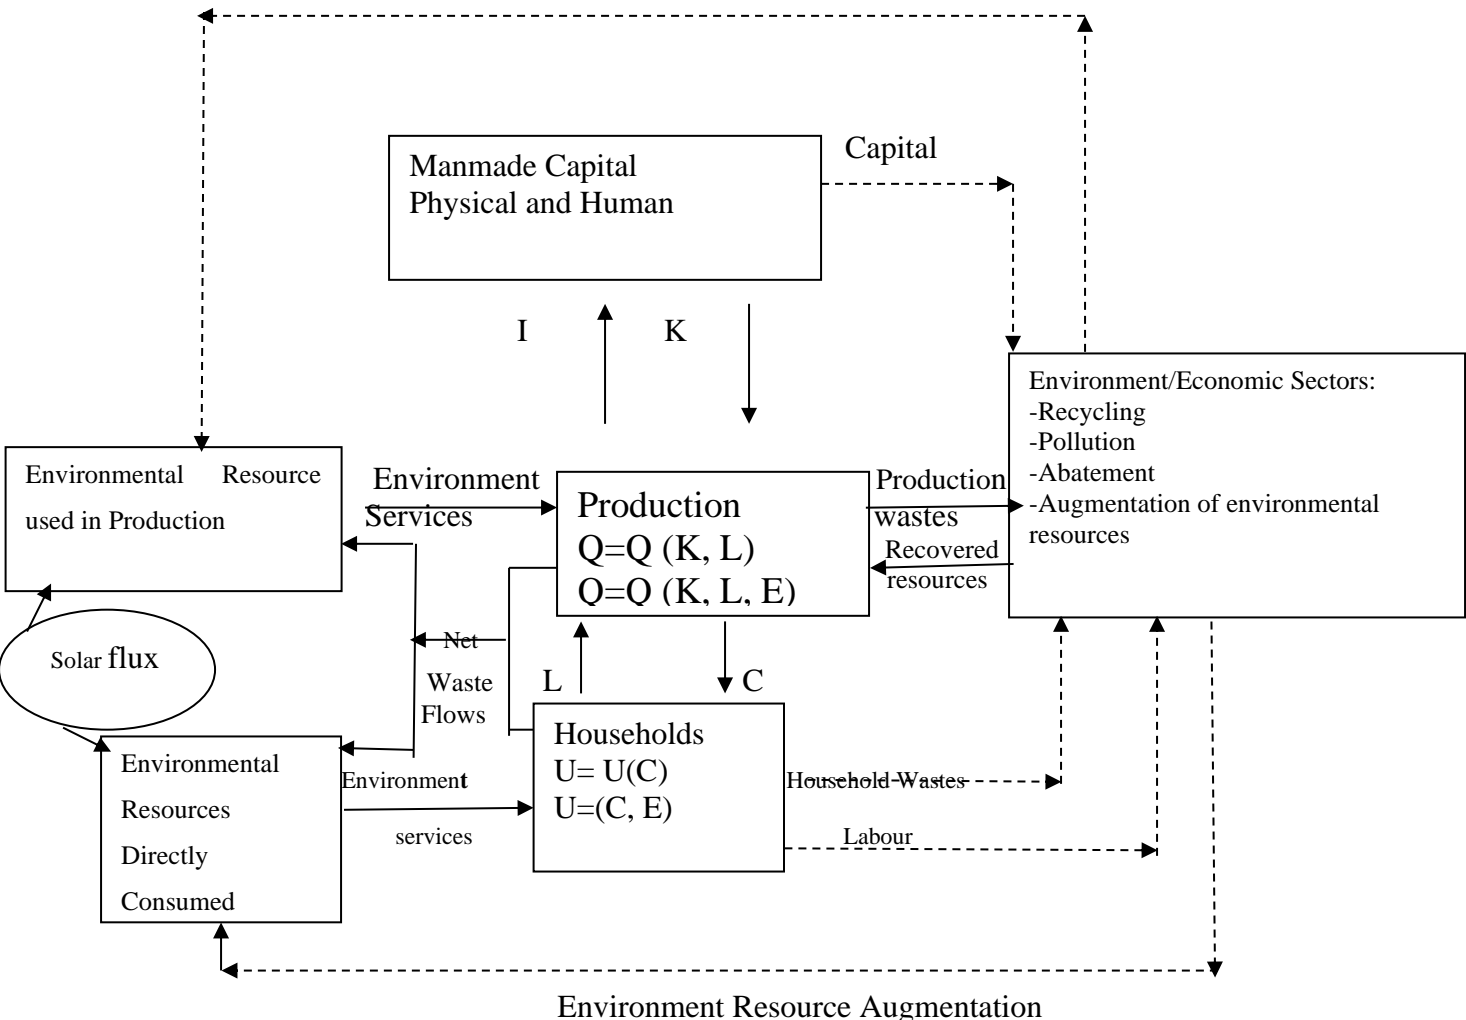 Capital
Manmade Capital
Physical and Human
I
K
Environment/Economic Sectors:
-Recycling
-Pollution
-Abatement
-Augmentation of environmental
resources
Environmental Resource
used in Production
Environment
Services
Production
Q=Q (K, L)
Q=Q (K, L, E)
Production
wastes
Recovered
resources
Solar flux
Net
Waste
Flows
L
C
Households
U= U(C)
U=(C, E)
Environmental
Resources
Directly
Consumed
Environment
services
Household Wastes
Labour
Environment Resource Augmentation